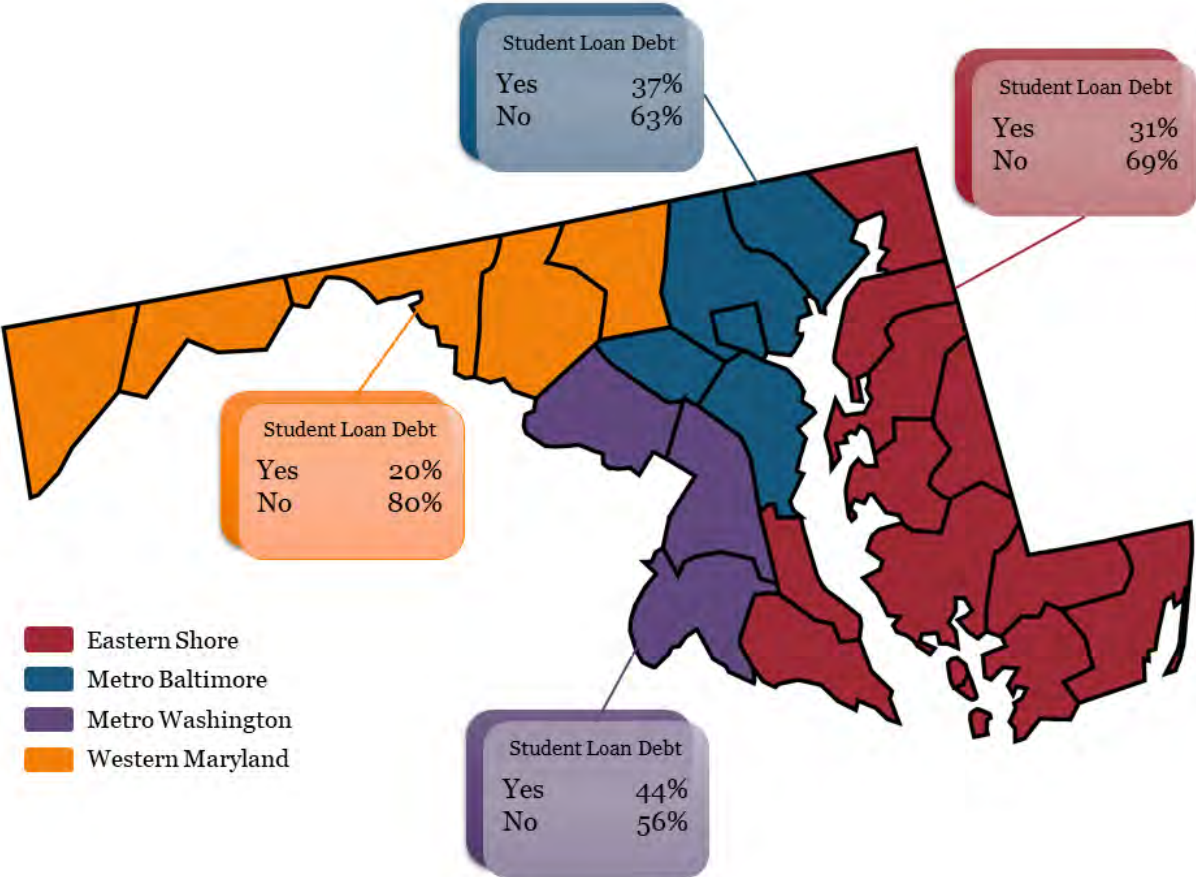 Student Loan Debt
Yes 37%
No 63%
Student Loan Debt
Yes 31%
No 69%
Student Loan Debt
Yes 20%
No 80%
Eastern Shore
Metro Baltimore
Metro Washington
Western Maryland
Student Loan Debt
Yes 44%
No 56%